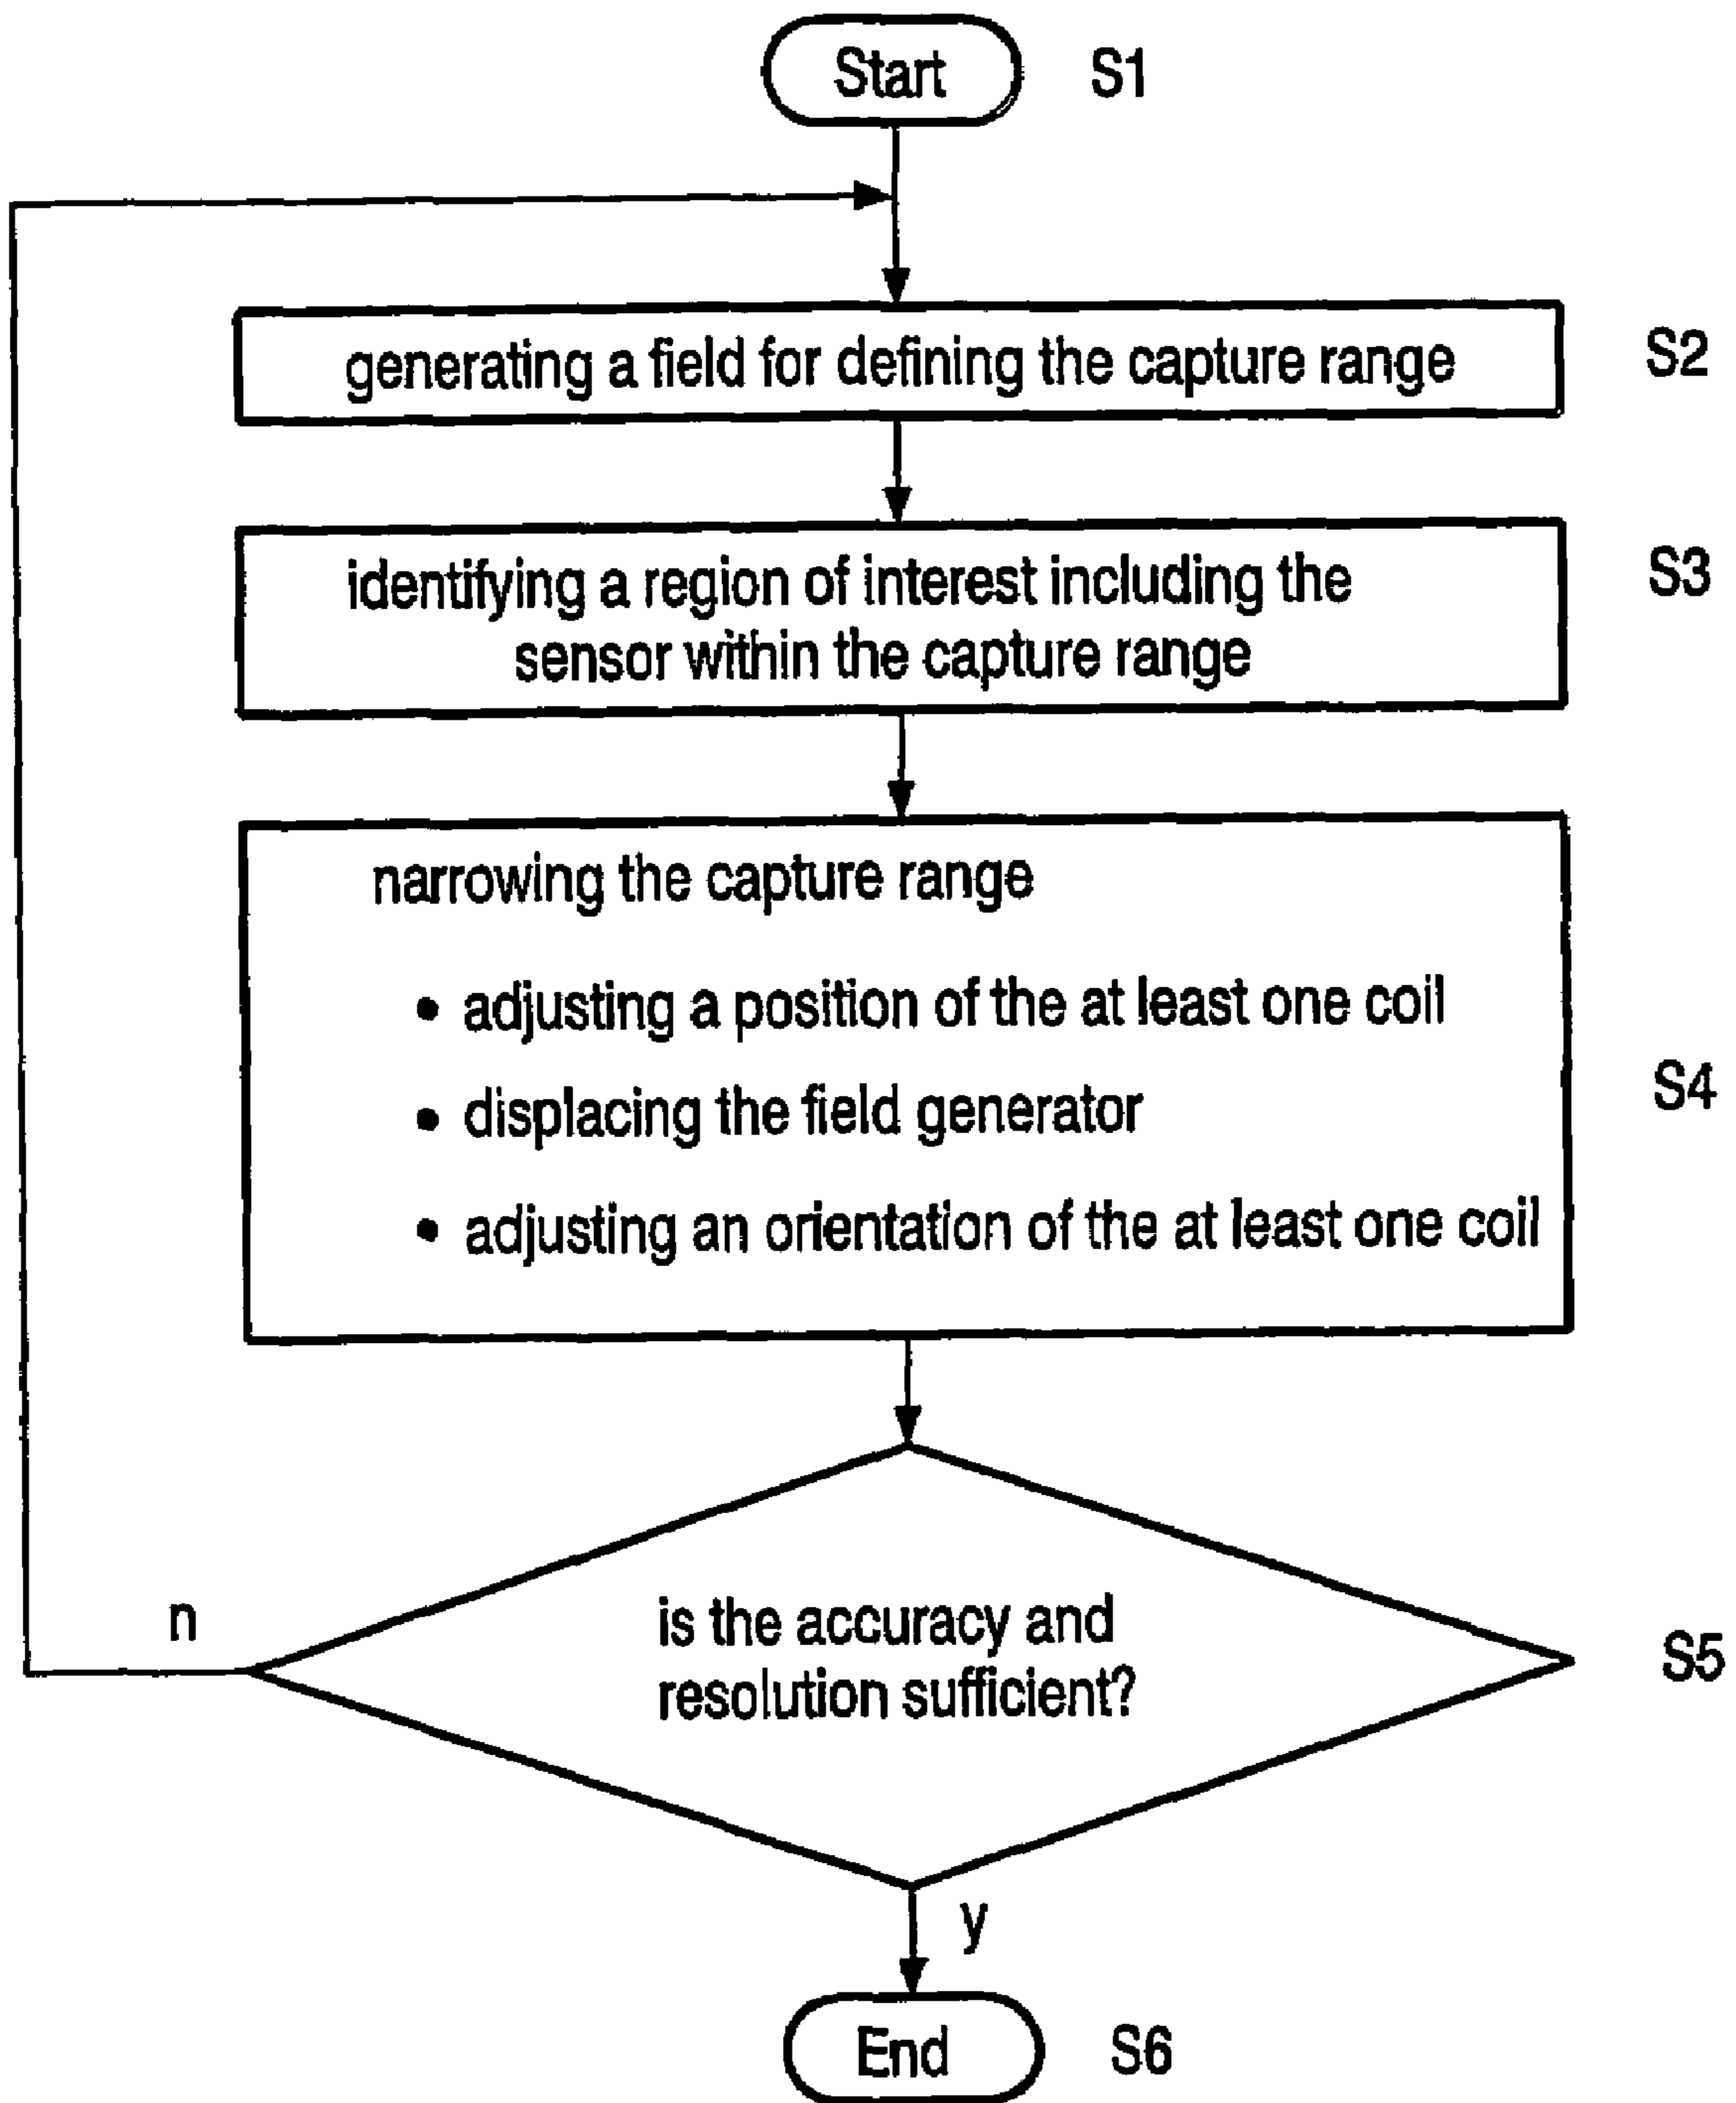 Start S1
generating a field for defining the capture range S2
identifying a region of interest including the S3
sensor within the capture range
narrowing the capture range
• adjusting a position of the at least one coil
• displacing the field generator S4
• adjusting an orientation of the at least one coil
n
is the accuracy and
resolution sufficient? S5
y
End S6